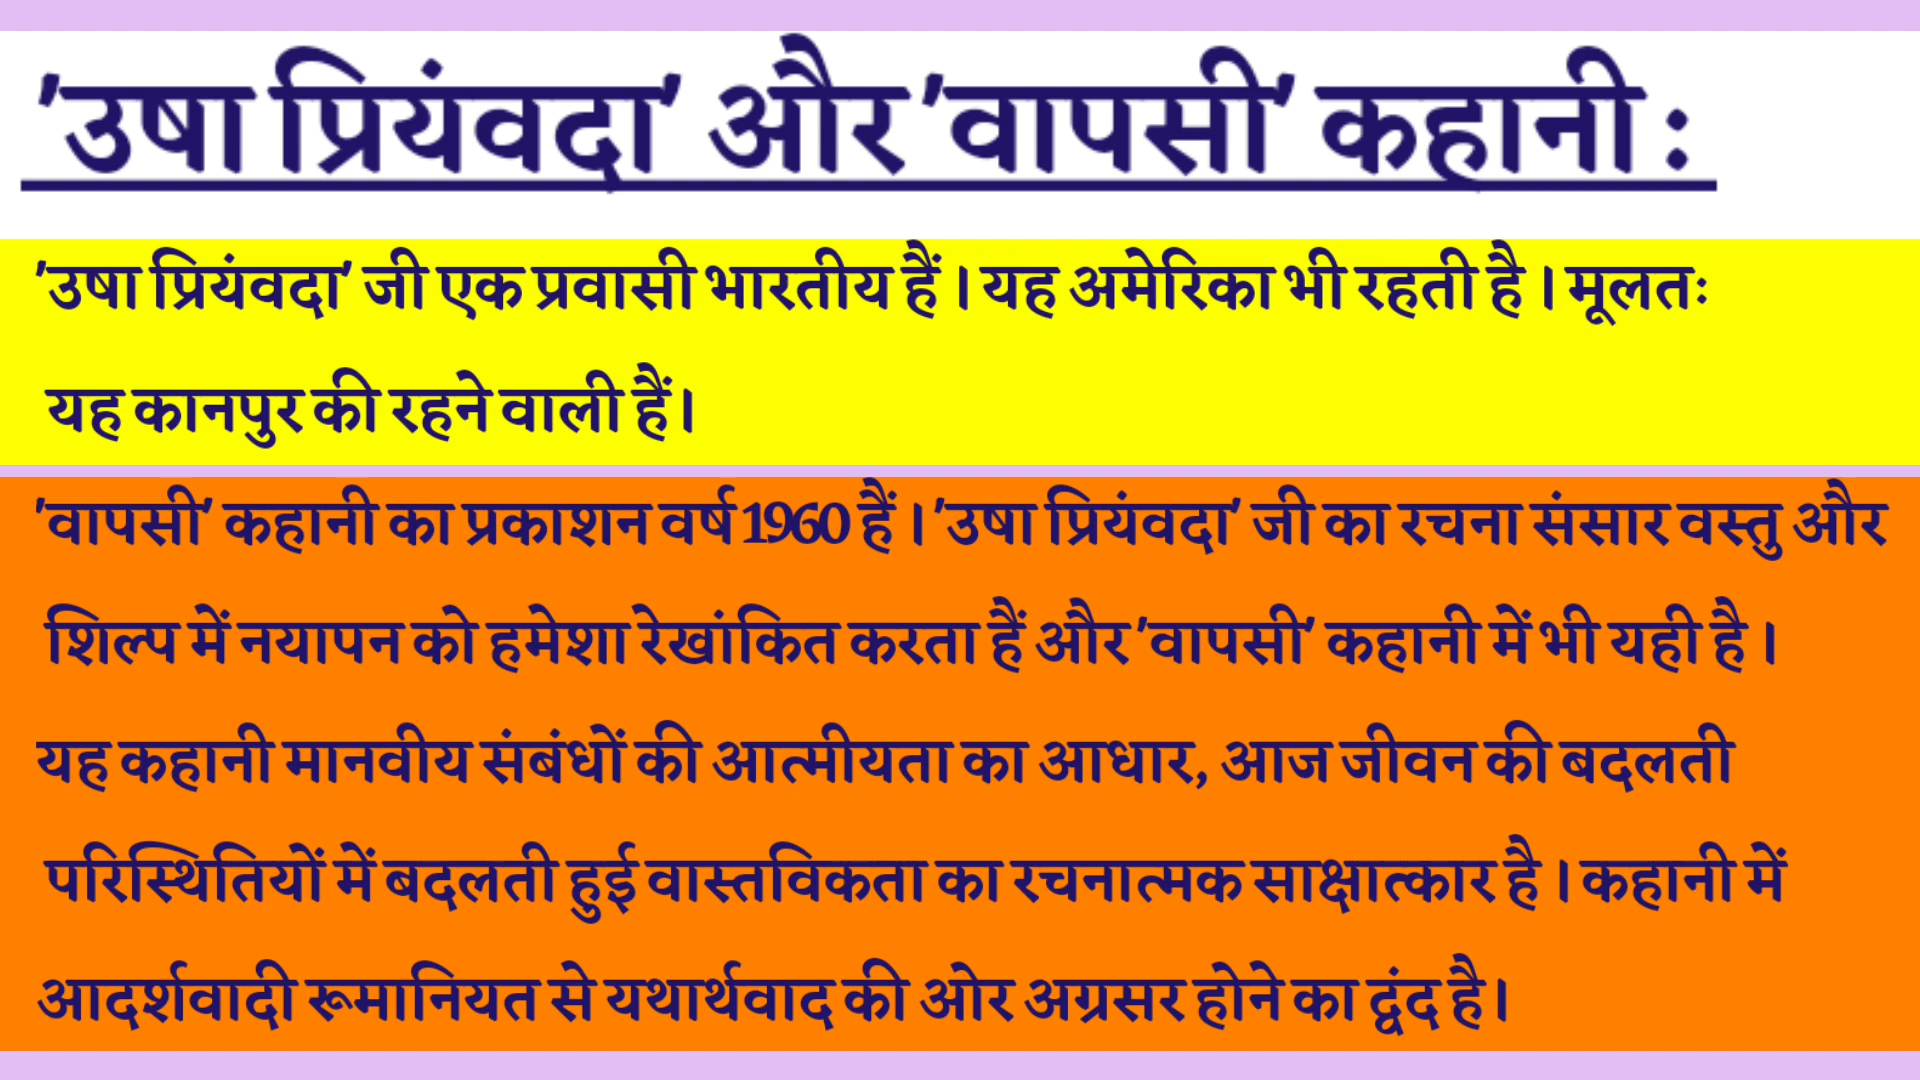 'उषा प्रियंवदा' और 'वापसी' कहानी :
'उषा प्रियंवदा' जी एक प्रवासी भारतीय हैं । यह अमेरिका भी रहती है । मूलतः
यह कानपुर की रहने वाली हैं।
'वापसी' कहानी का प्रकाशन वर्ष 1960 हैं । 'उषा प्रियंवदा' जी का रचना संसार वस्तु और
शिल्प में नयापन को हमेशा रेखांकित करता हैं और 'वापसी' कहानी में भी यही है ।
यह कहानी मानवीय संबंधों की आत्मीयता का आधार, आज जीवन की बदलती
परिस्थितियों में बदलती हुई वास्तविकता का रचनात्मक साक्षात्कार है । कहानी में
आदर्शवादी रूमानियत से यथार्थवाद की ओर अग्रसर होने का द्वंद है।